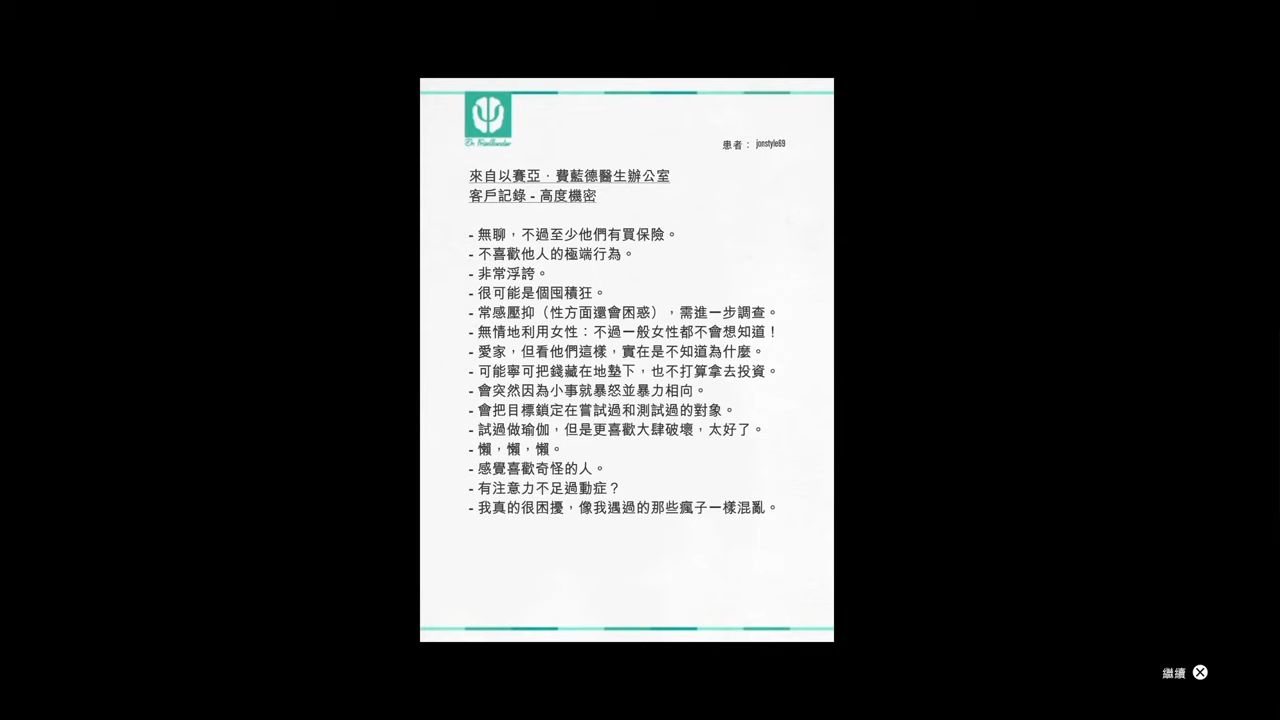 Dr Friedlander
患者： jonstyle69
來自以賽亞．費藍德醫生辦公室
客戶記錄 - 高度機密
- 無聊，不過至少他們有買保險。
- 不喜歡他人的極端行為。
- 非常浮誇。
- 很可能是個囤積狂。
- 常感壓抑（性方面還會困惑），需進一步調查。
- 無情地利用女性：不過一般女性都不會想知道！
- 愛家，但看他們這樣，實在是不知道為什麼。
- 可能寧可把錢藏在地墊下，也不打算拿去投資。
- 會突然因為小事就暴怒並暴力相向。
- 會把目標鎖定在嘗試過和測試過的對象。
- 試過做瑜伽，但是更喜歡大肆破壞，太好了。
- 懶，懶，懶。
- 感覺喜歡奇怪的人。
- 有注意力不足過動症？
- 我真的很困擾，像我遇過的那些瘋子一樣混亂。
繼續